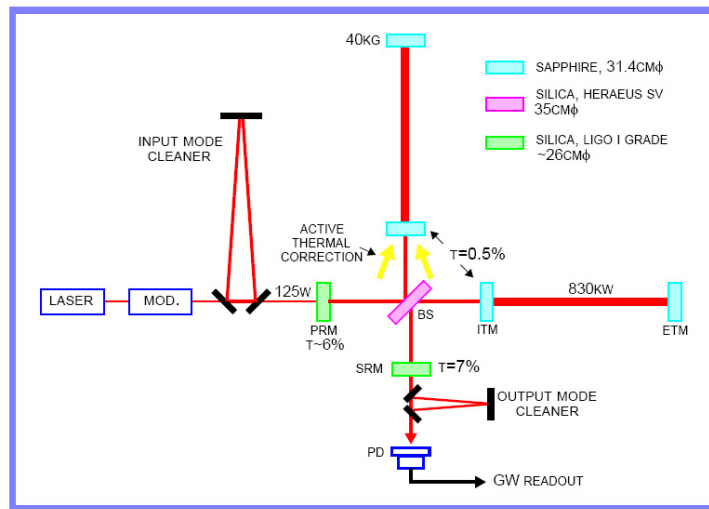 40KG
SAPPHIRE, 31.4CMϕ
SILICA, HERAEUS SV
35CMϕ
SILICA, LIGO I GRADE
~26CMϕ
INPUT MODE
CLEANER
ACTIVE
THERMAL
CORRECTION
T=0.5%
LASER
MOD.
125W
830KW
BS
PRM
T~6%
ITM
ETM
SRM
T=7%
OUTPUT MODE
CLEANER
PD
GW READOUT